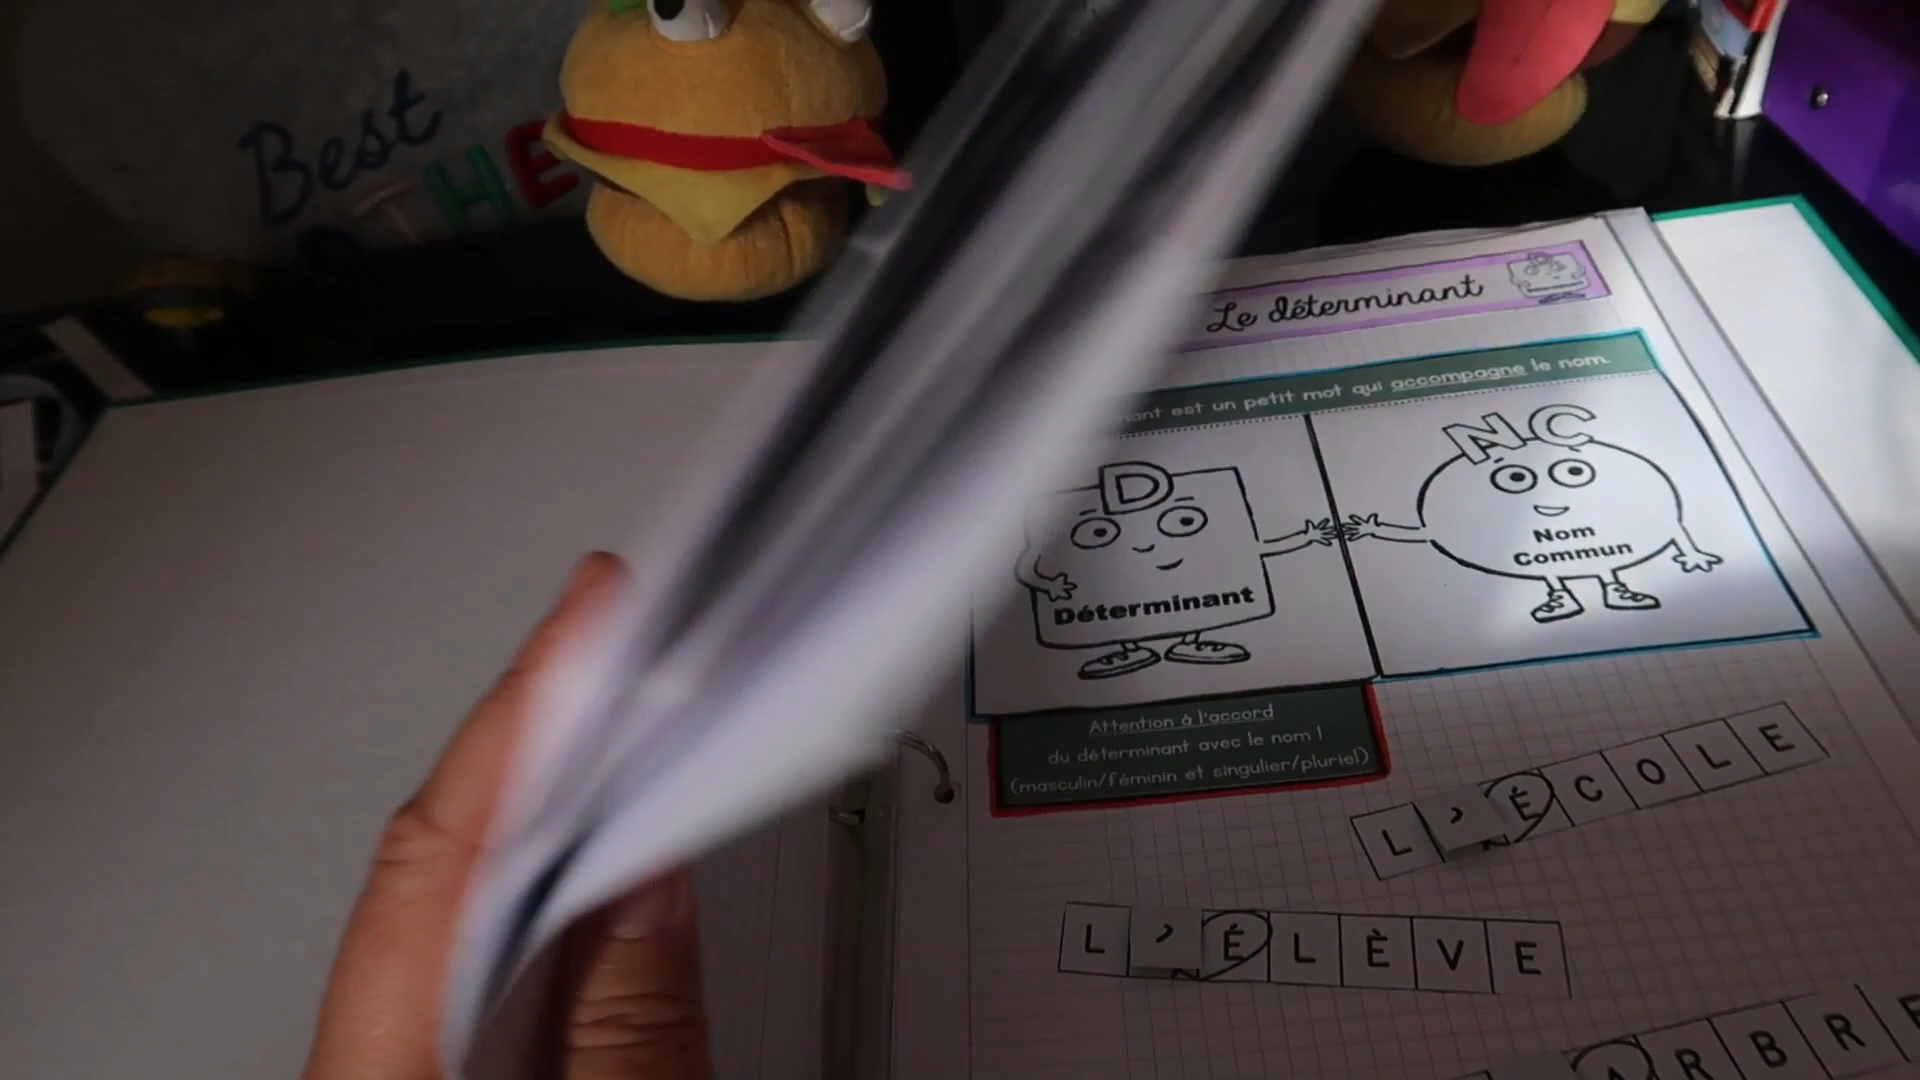 Best
THE
Le déterminant
est un petit mot qui accompagne le nom.
D
Déterminant
NC
Nom
Commun
Attention à l'accord
du déterminant avec le nom !
(masculin/féminin et singulier/pluriel)
L'ÉCOLE
L'ÉLÈVE
ARBRE